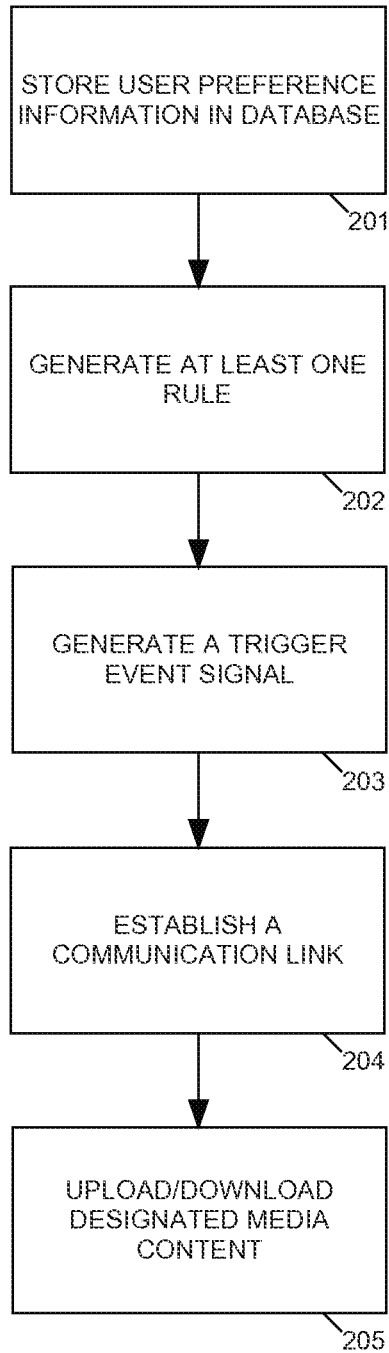 STORE USER PREFERENCE
INFORMATION IN DATABASE
201
GENERATE AT LEAST ONE
RULE
202
GENERATE A TRIGGER
EVENT SIGNAL
203
ESTABLISH A
COMMUNICATION LINK
204
UPLOAD/DOWNLOAD
DESIGNATED MEDIA
CONTENT
205